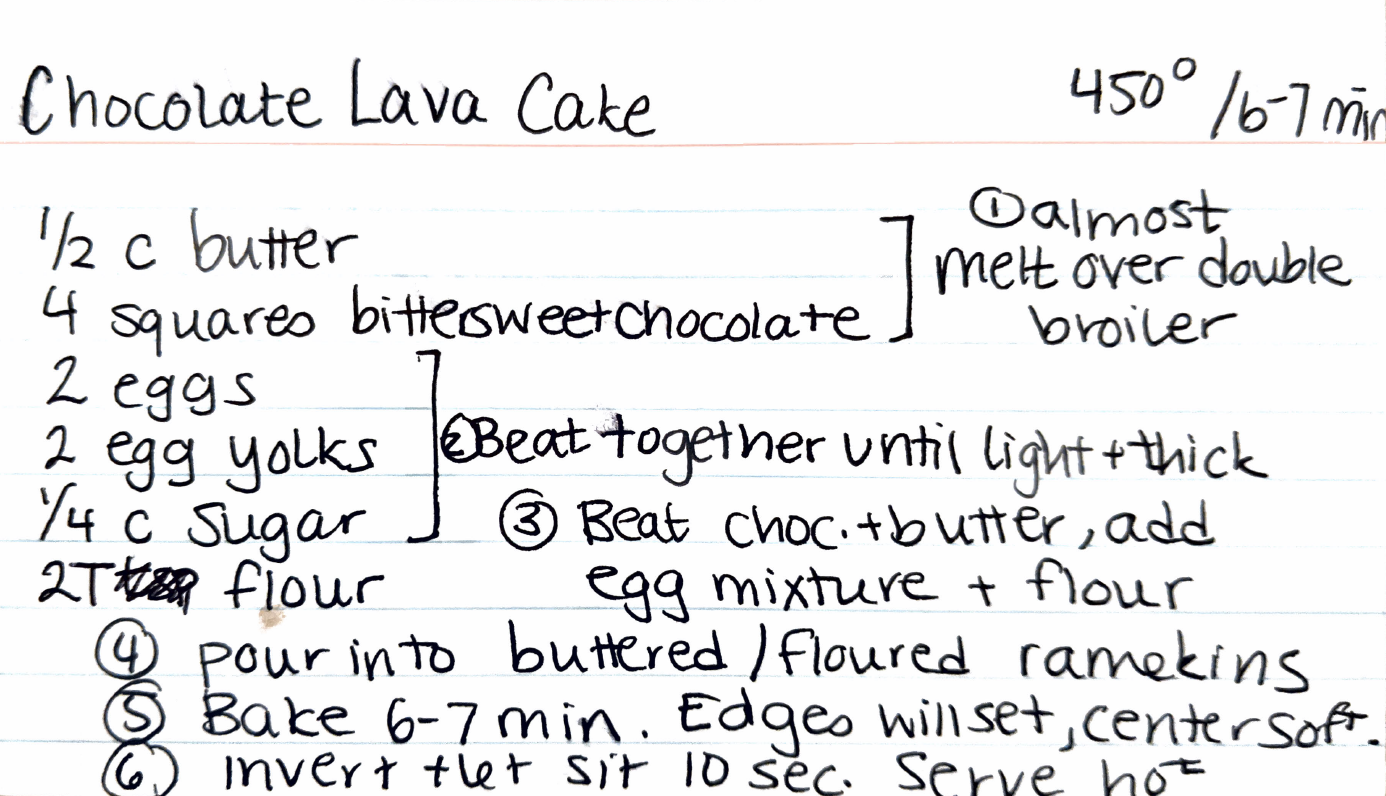 Chocolate Lava Cake 450° / 6-7 min
1/2 c butter
4 squares bittersweet chocolate
① almost
melt over double
broiler
2 eggs
2 egg yolks
1/4 c sugar
② Beat together until light + thick
2T flour
③ Beat choc. + butter, add
egg mixture + flour
④ pour into buttered / floured ramekins
⑤ Bake 6-7 min. Edges will set, center soft.
⑥ invert + let sit 10 sec. Serve hot